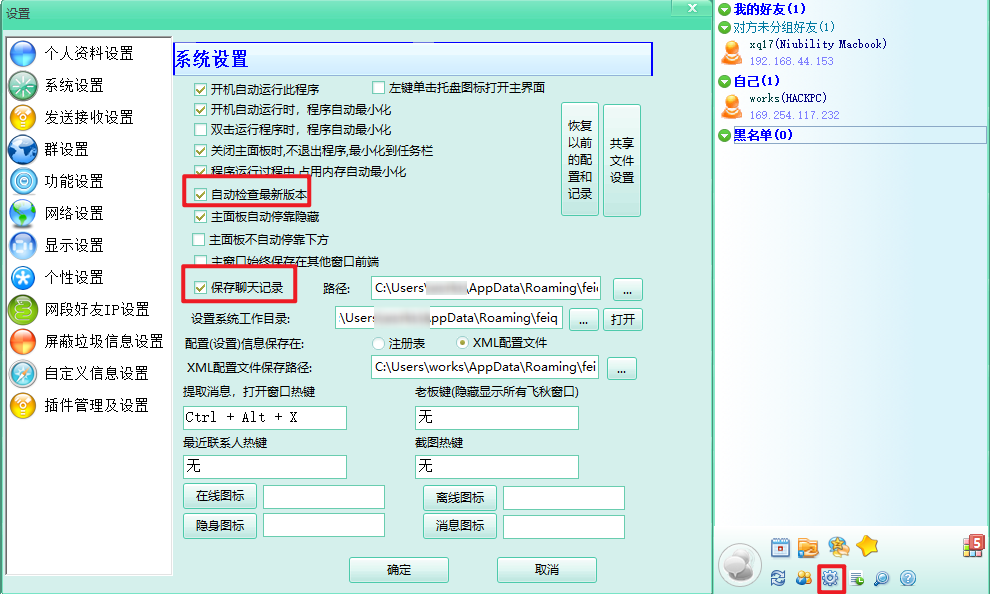 设置
个人资料设置
系统设置
发送接收设置
群设置
功能设置
网络设置
显示设置
个性设置
网段好友IP设置
屏蔽垃圾信息设置
自定义信息设置
插件管理及设置
系统设置
开机自动运行此程序
左键单击托盘图标打开主界面
开机自动运行时，程序自动最小化
双击运行程序时，程序自动最小化
关闭主面板时,不退出程序,最小化到任务栏
程序运行过程中,占用内存自动最小化
自动检查最新版本
主面板自动停靠隐藏
主面板不自动停靠下方
主窗口始终保存在其他窗口前端
恢复以前的配置和记录
共享文件设置
保存聊天记录
路径:
C:\Users\ \AppData\Roaming\fei
...
设置系统工作目录:
\Users ppData\Roaming\feiq
...
打开
配置(设置)信息保存在:
注册表
XML配置文件
XML配置文件保存路径:
C:\Users\works\AppData\Roaming\fei
...
提取消息，打开窗口热键
老板键(隐藏显示所有飞秋窗口)
Ctrl + Alt + X
无
最近联系人热键
截图热键
无
无
在线图标
离线图标
隐身图标
消息图标
确定
取消
我的好友(1)
对方未分组好友(1)
xq17(Niubility Macbook)
192.168.44.153
自己(1)
works(HACKPC)
169.254.117.232
黑名单(0)
5